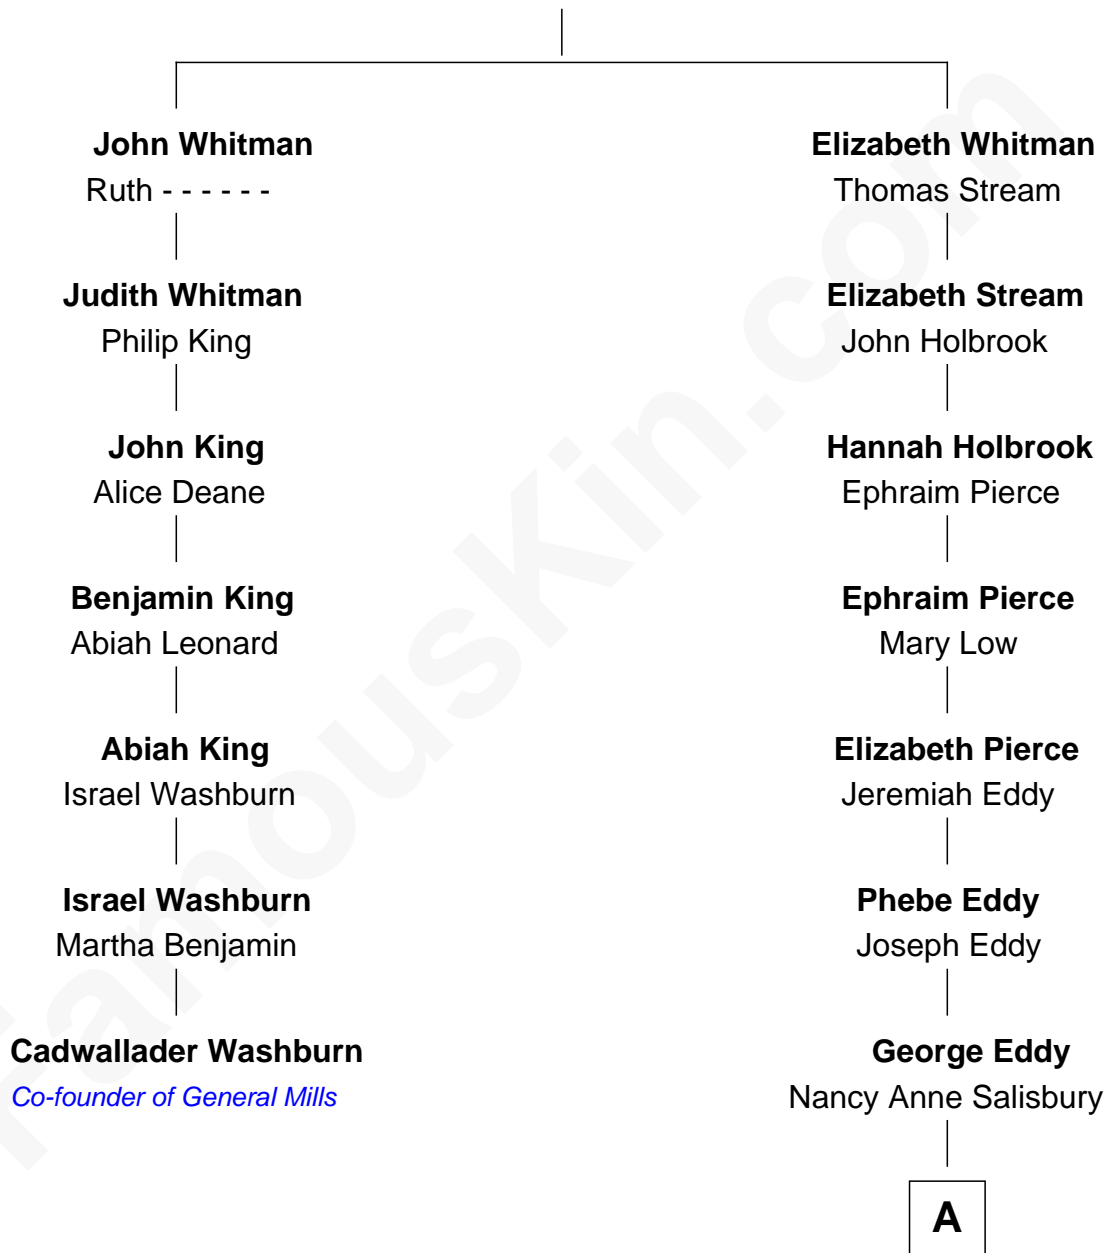 John Whitman
Ruth - - - - - -
Judith Whitman
Philip King
John King
Alice Deane
Benjamin King
Abiah Leonard
Abiah King
Israel Washburn
Israel Washburn
Martha Benjamin
Cadwallader Washburn
Co-founder of General Mills
Elizabeth Whitman
Thomas Stream
Elizabeth Stream
John Holbrook
Hannah Holbrook
Ephraim Pierce
Ephraim Pierce
Mary Low
Elizabeth Pierce
Jeremiah Eddy
Phebe Eddy
Joseph Eddy
George Eddy
Nancy Anne Salisbury
A
FamousKin.com